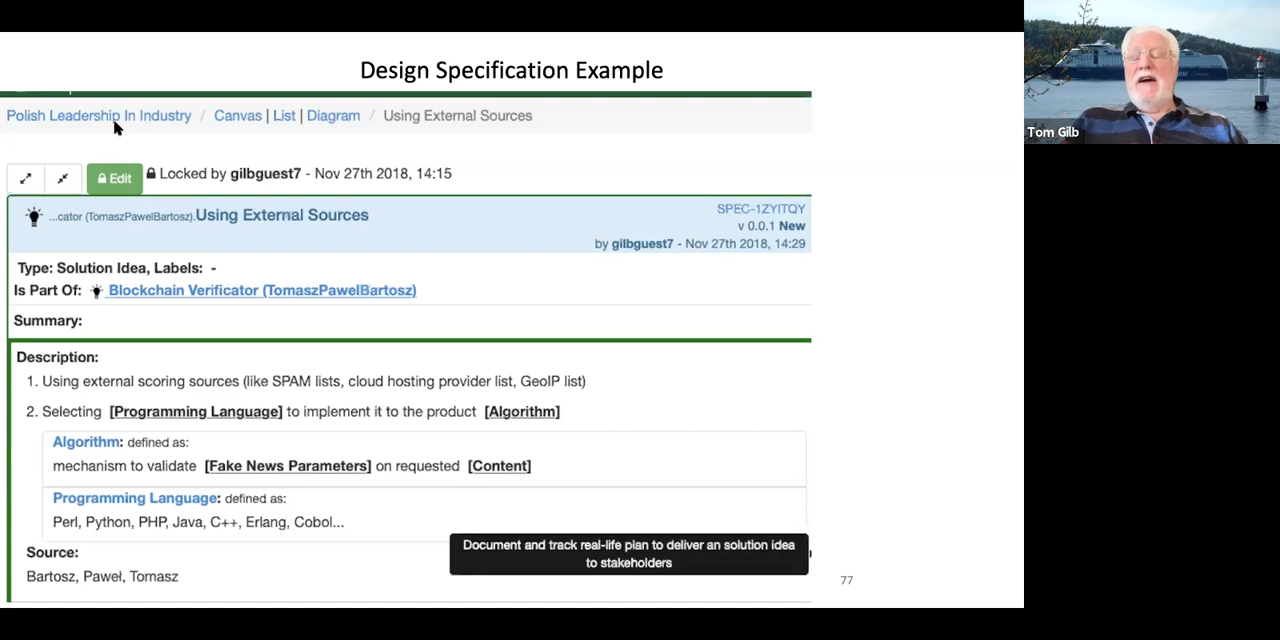 Design Specification Example
Polish Leadership In Industry / Canvas | List | Diagram / Using External Sources
Edit Locked by gilbguest7 - Nov 27th 2018, 14:15
...cator (TomaszPawelBartosz).Using External Sources
SPEC-1ZYITQY
v 0.0.1 New
by gilbguest7 - Nov 27th 2018, 14:29
Type: Solution Idea, Labels: -
Is Part Of: Blockchain Verificator (TomaszPawelBartosz)
Summary:
Description:
1. Using external scoring sources (like SPAM lists, cloud hosting provider list, GeoIP list)
2. Selecting [Programming Language] to implement it to the product [Algorithm]
Algorithm: defined as:
mechanism to validate [Fake News Parameters] on requested [Content]
Programming Language: defined as:
Perl, Python, PHP, Java, C++, Erlang, Cobol...
Source:
Document and track real-life plan to deliver an solution idea
to stakeholders
Bartosz, Paweł, Tomasz
77
Tom Gilb